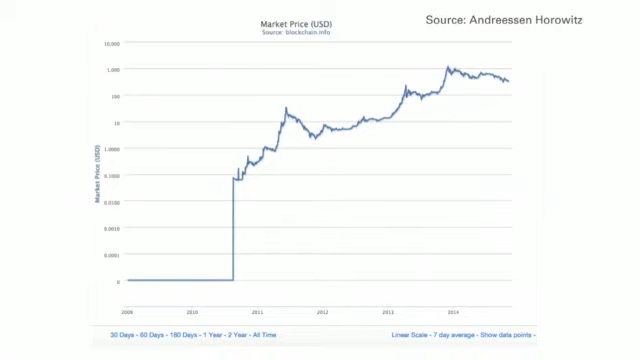 Source: Andreessen Horowitz
Market Price (USD)
Source: blockchain.info
10,000
1,000
100
10
1.0000
0.1000
0.0100
0.0010
0.0001
0
Market Price (USD)
2009
2010
2011
2012
2013
2014
30 Days - 60 Days - 180 Days - 1 Year - 2 Year - All Time
Linear Scale - 7 day average - Show data points -